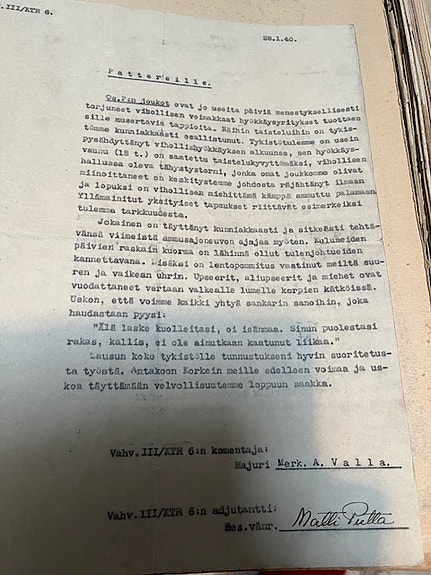 .III/KTR 6.
28.1.40.
Pattereille.
Os.P:n joukot ovat jo useita päiviä menestyksellisesti
torjuneet vihollisen voimakkaat hyökkäysyritykset tuottaen
sille musertavia tappioita. Näihin taisteluihin on tykis-
tömme kunniakkaasti osallistunut. Tykistötulemme on usein
pysähdyttänyt vihollishyökkäyksen alkuunsa, sen hyökkäys-
vaunu (18 t.) on saatettu taistelukyvyttömäksi, vihollisen
hallussa oleva tähystystorni, jonka omat joukkomme olivat
miinoittaneet on keskitystemme johdosta räjähtänyt ilmaan
ja lopuksi on vihollisen miehittämä kämppä ammuttu palamaan.
Yllämainitut yksityiset tapaukset riittävät esimerkiksi
tulemme tarkkuudesta.
Jokainen on täyttänyt kunniakkaasti ja sitkeästi tehtä-
vänsä viimeistä ammusajoneuvon ajajaa myöten. Kuluneiden
päivien raskain kuorma on lähinnä ollut tulenjohtueiden
kannettavana. Lisäksi on lentopommitus vaatinut meiltä suu-
ren ja vaikean uhrin. Upseerit, aliupseerit ja miehet ovat
vuodattaneet vertaan valkealle lumelle korpien kätköissä.
Uskon, että voimme kaikki yhtyä sankarin sanoihin, joka
haudastaan pyysi:
"Älä laske kuolleitasi, oi isänmaa. Sinun puolestasi
rakas, kallis, ei ole ainutkaan kaatunut liikaa."
Lausun koko tykistölle tunnustukseni hyvin suoritetus-
ta työstä. Antakoon Korkein meille edelleen voimaa ja us-
koa täyttämään velvollisuutemme loppuun saakka.
Vahv.III/KTR 6:n komentaja:
Majuri Merk. A. Valla.
Vahv.III/KTR 6:n adjutantti:
Res.vänr. Matti Putta